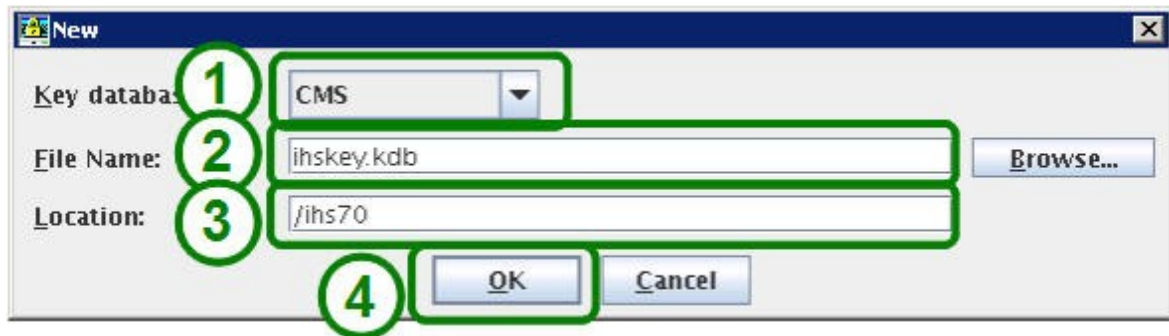 New
Key databas 1 CMS
File Name: 2 ihskey.kdb Browse...
Location: 3 /ihs70
4 OK Cancel